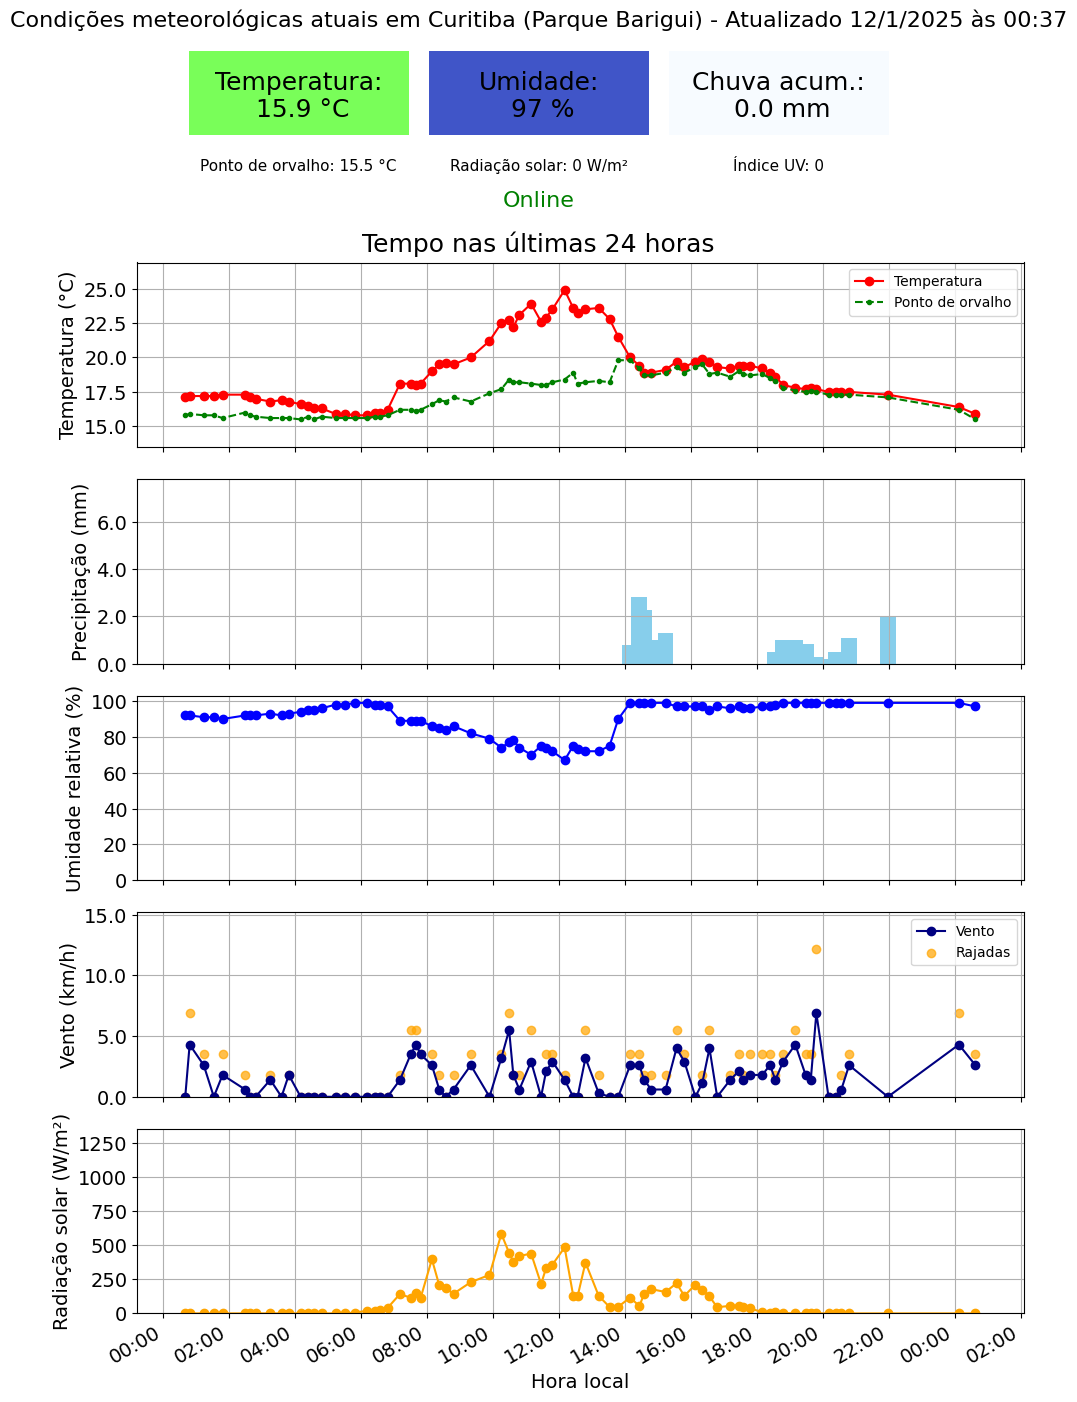 Condições meteorológicas atuais em Curitiba (Parque Barigui) - Atualizado 12/1/2025 às 00:37
Temperatura:
15.9 °C
Umidade:
97 %
Chuva acum.:
0.0 mm
Ponto de orvalho: 15.5 °C
Radiação solar: 0 W/m²
Índice UV: 0
Online
Tempo nas últimas 24 horas
Temperatura (°C)
25.0
22.5
20.0
17.5
15.0
Temperatura
Ponto de orvalho
Precipitação (mm)
6.0
4.0
2.0
0.0
Umidade relativa (%)
100
80
60
40
20
0
Vento (km/h)
15.0
10.0
5.0
0.0
Vento
Rajadas
Radiação solar (W/m²)
1250
1000
750
500
250
0
00:00
02:00
04:00
06:00
08:00
10:00
12:00
14:00
16:00
18:00
20:00
22:00
00:00
02:00
Hora local